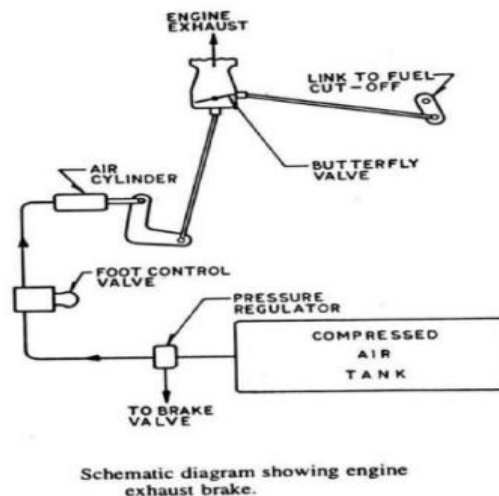 ENGINE
EXHAUST
LINK TO FUEL
CUT-OFF
BUTTERFLY
VALVE
AIR
CYLINDER
FOOT CONTROL
VALVE
PRESSURE
REGULATOR
COMPRESSED
AIR
TANK
TO BRAKE
VALVE
Schematic diagram showing engine
exhaust brake.